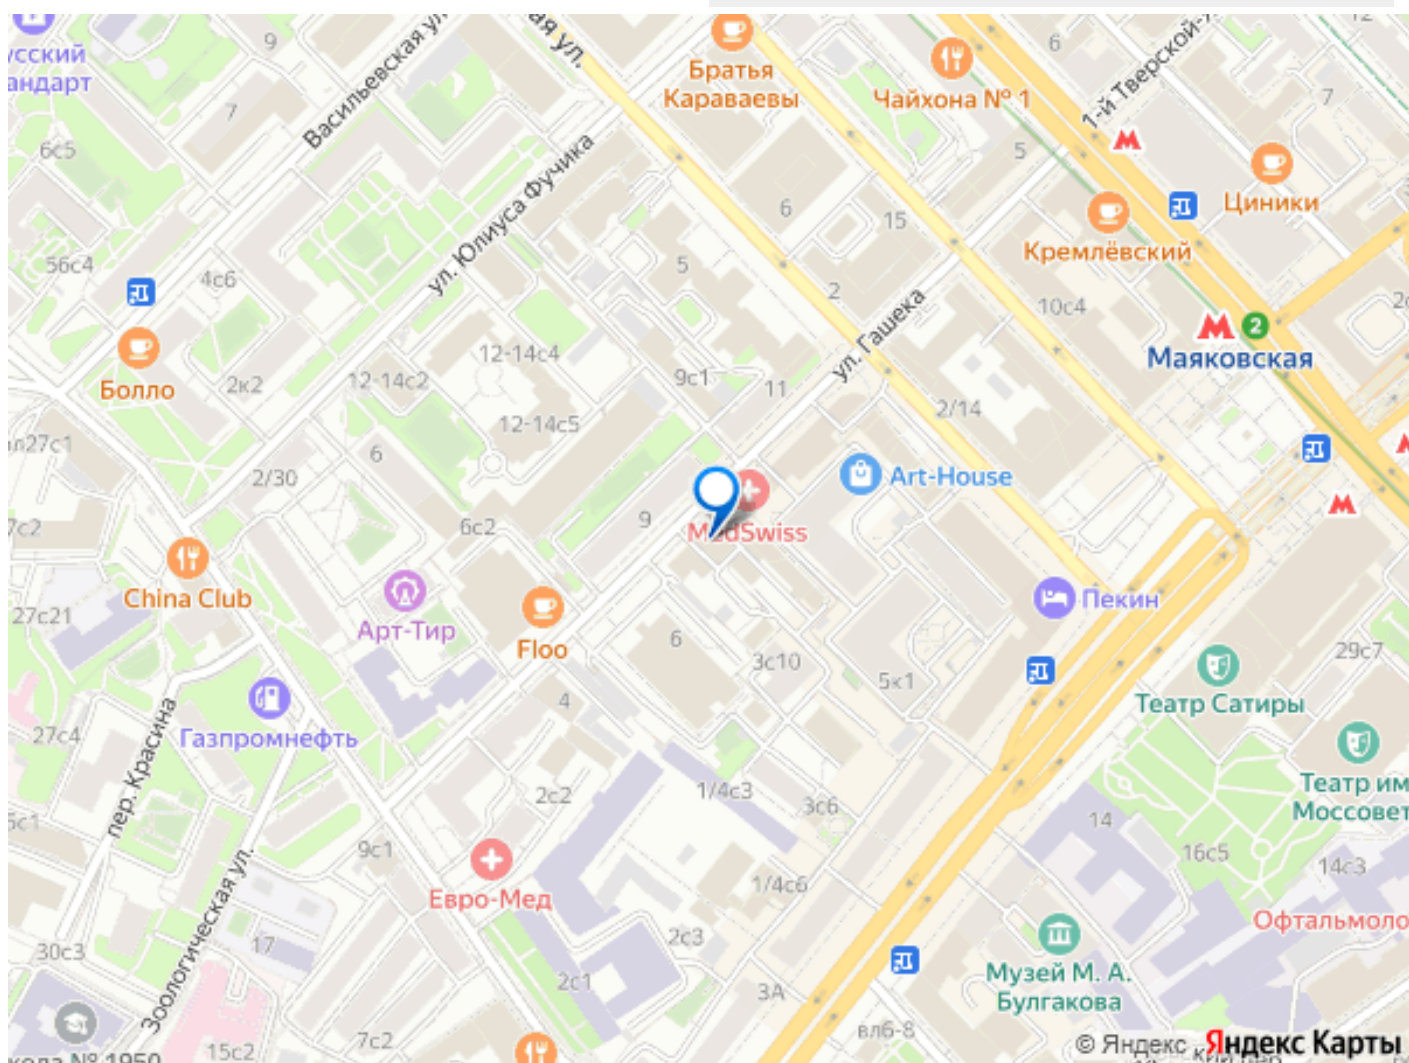 усский
андарт
9
Васильевская ул.
ая ул.
Братья
Караваевы
Чайхона № 1
6
12
1-й Тверской-
7
7
6с5
ул. Юлиуса Фучика
5
Циники
6
15
Кремлёвский
56с4
4с6
5
2
10с4
2
Маяковская
ул. Гашека
12-14с4
Болло
2к2
12-14с2
9с1
11
2/14
12-14с5
л27с1
6
2/30
Art-House
7с2
6с2
9
MedSwiss
China Club
27с21
Арт-Тир
Floo
6
3с10
5к1
Пекин
29с7
Театр Сатиры
4
27с4
Газпромнефть
пер. Красина
2с2
1/4с3
3с6
Театр им
Моссовет
14
5с1
9с1
16с5
14с3
Евро-Мед
1/4с6
Зоологическая ул.
Офтальмоло
30с3
17
2с3
Музей М. А.
Булгакова
2с1
3А
7с2
15с2
вл6-8
кола № 1950
© Яндекс Яндекс Карты